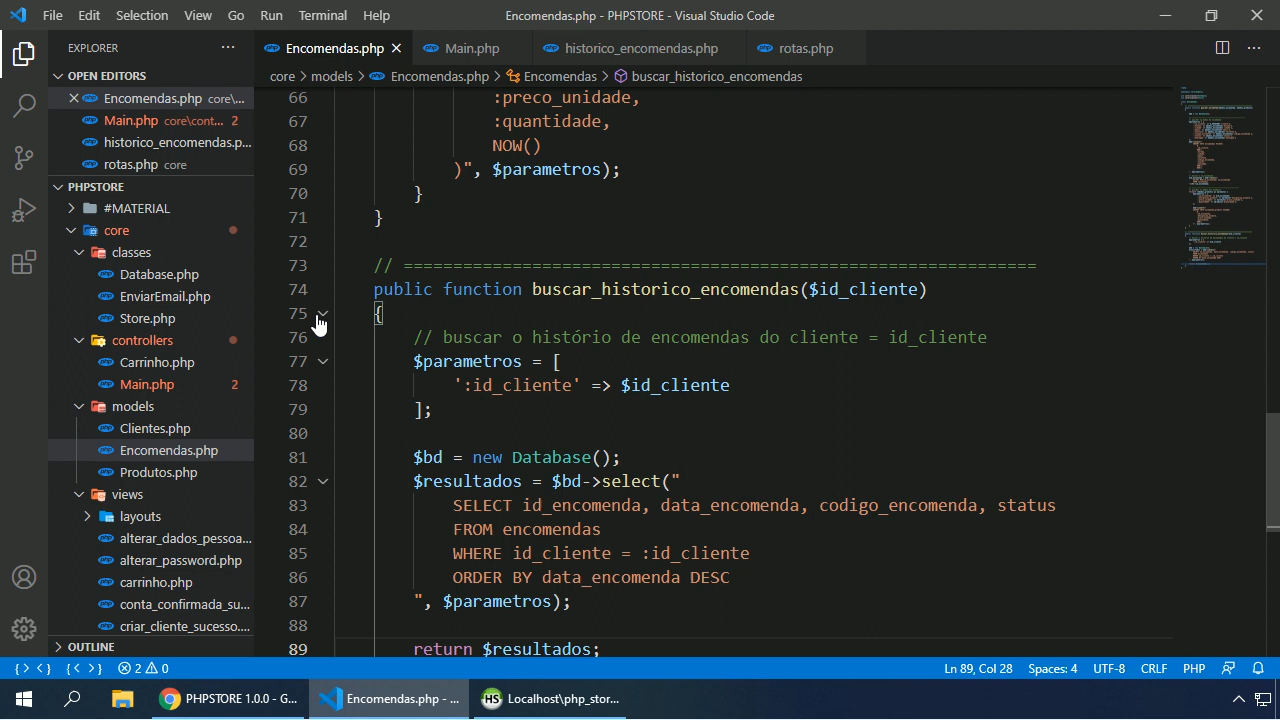 File Edit Selection View Go Run Terminal Help
Encomendas.php - PHPSTORE - Visual Studio Code
EXPLORER
OPEN EDITORS
Encomendas.php core\...
Main.php core\cont... 2
historico_encomendas.p...
rotas.php core
PHPSTORE
#MATERIAL
core
classes
Database.php
EnviarEmail.php
Store.php
controllers
Carrinho.php
Main.php 2
models
Clientes.php
Encomendas.php
Produtos.php
views
layouts
alterar_dados_pessoa...
alterar_password.php
carrinho.php
conta_confirmada_su...
criar_cliente_sucesso....
OUTLINE
Encomendas.php Main.php historico_encomendas.php rotas.php
core > models > Encomendas.php > Encomendas > buscar_historico_encomendas
66 :preco_unidade,
67 :quantidade,
68 NOW()
69 )", $parametros);
70 }
71 }
72
73 // ================================================================
74 public function buscar_historico_encomendas($id_cliente)
75 {
76 // buscar o histório de encomendas do cliente = id_cliente
77 $parametros = [
78 ':id_cliente' => $id_cliente
79 ];
80
81 $bd = new Database();
82 $resultados = $bd->select("
83 SELECT id_encomenda, data_encomenda, codigo_encomenda, status
84 FROM encomendas
85 WHERE id_cliente = :id_cliente
86 ORDER BY data_encomenda DESC
87 ", $parametros);
88
89 return $resultados;
2 0 Ln 89, Col 28 Spaces: 4 UTF-8 CRLF PHP
PHPSTORE 1.0.0 - G... Encomendas.php - ... HS Localhost\php_stor...